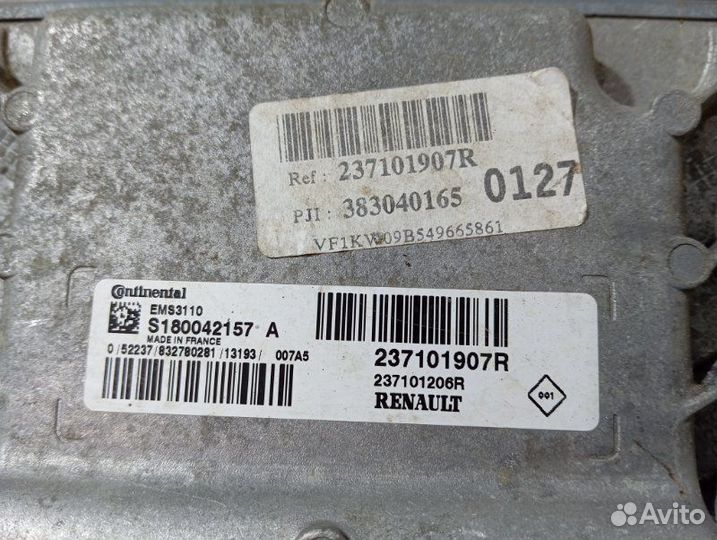 Ref : 237101907R
PJI : 383040165 0127
VF1KW09B549665861
Continental
EMS3110
S180042157 A
MADE IN FRANCE
0/52237/832780281/13193/ 007A5
237101907R
237101206R
RENAULT
001
Avito